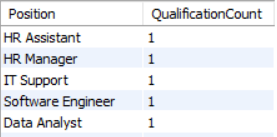 Position QualificationCount
HR Assistant 1
HR Manager 1
IT Support 1
Software Engineer 1
Data Analyst 1